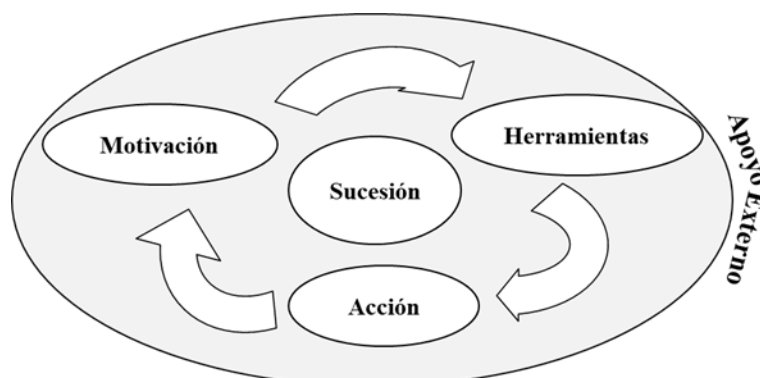 Motivación
Herramientas
Sucesión
Acción
Apoyo Externo